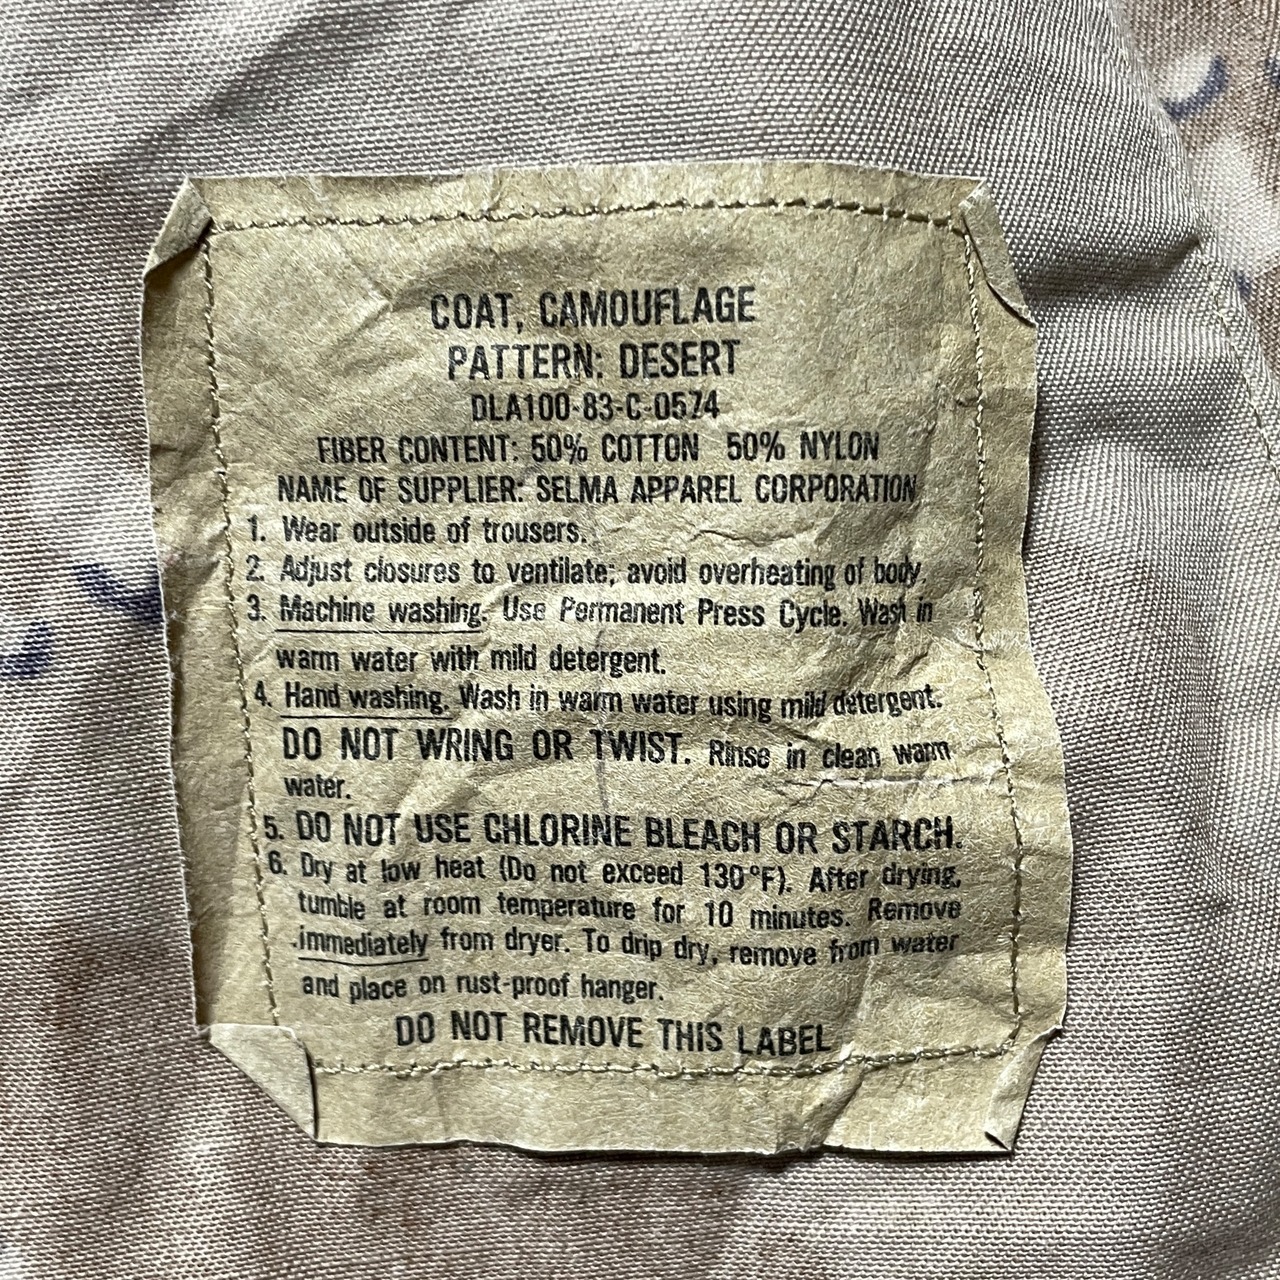 COAT, CAMOUFLAGE
PATTERN: DESERT
DLA100-83-C-0574
FIBER CONTENT: 50% COTTON 50% NYLON
NAME OF SUPPLIER: SELMA APPAREL CORPORATION
1. Wear outside of trousers.
2. Adjust closures to ventilate; avoid overheating of body.
3. Machine washing. Use Permanent Press Cycle. Wash in
warm water with mild detergent.
4. Hand washing. Wash in warm water using mild detergent.
DO NOT WRING OR TWIST. Rinse in clean warm
water.
5. DO NOT USE CHLORINE BLEACH OR STARCH.
6. Dry at low heat (Do not exceed 130°F). After drying,
tumble at room temperature for 10 minutes. Remove
immediately from dryer. To drip dry, remove from water
and place on rust-proof hanger.
DO NOT REMOVE THIS LABEL